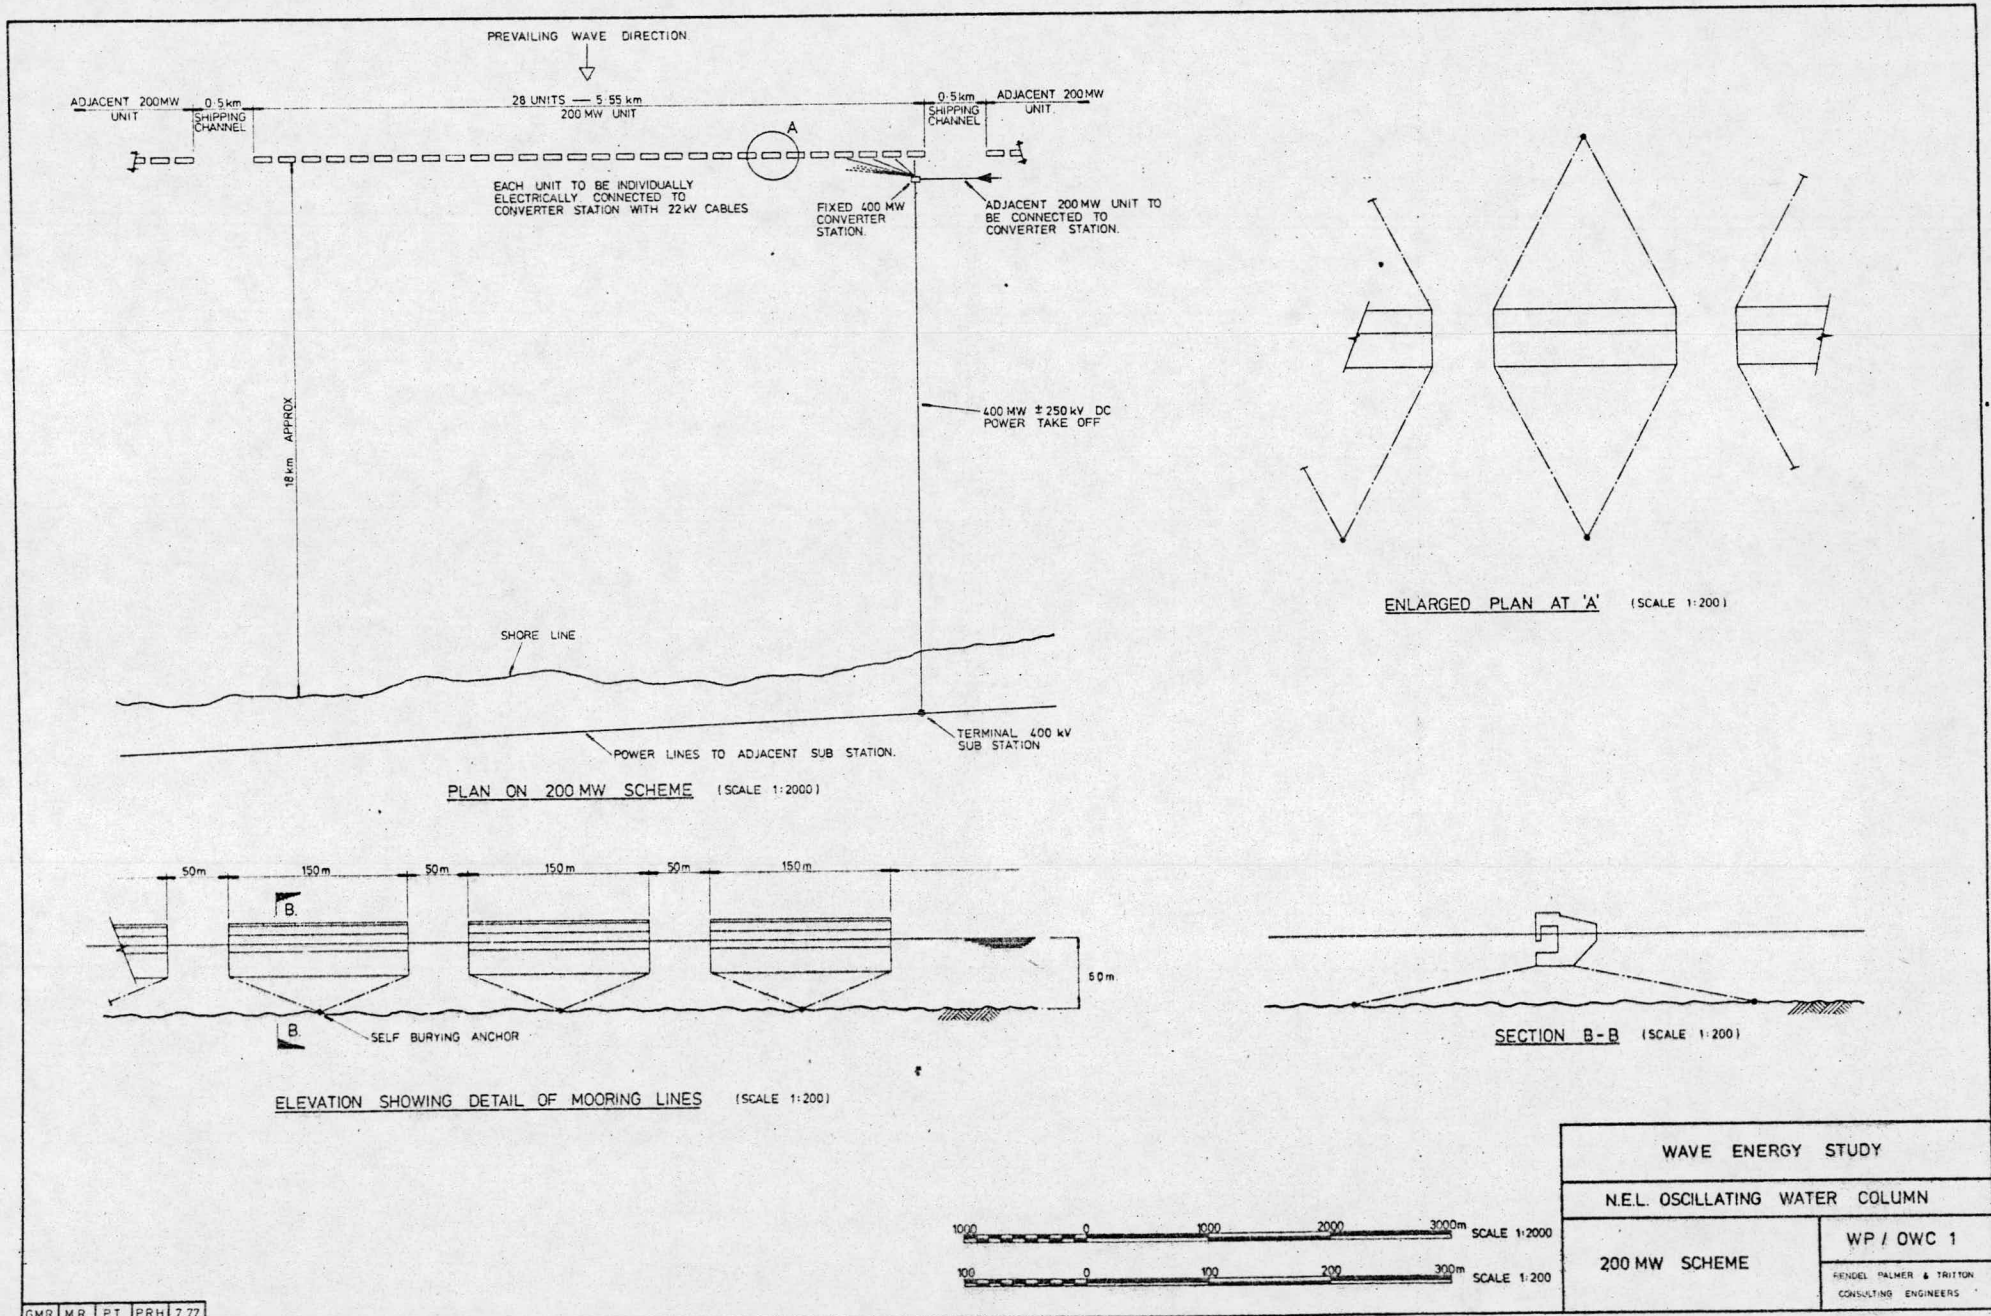 PREVAILING WAVE DIRECTION
ADJACENT 200MW
UNIT
0·5km
SHIPPING
CHANNEL
28 UNITS — 5·55 km
200 MW UNIT
0·5km
SHIPPING
CHANNEL
ADJACENT 200MW
UNIT.
A
EACH UNIT TO BE INDIVIDUALLY
ELECTRICALLY CONNECTED TO
CONVERTER STATION WITH 22kV CABLES
FIXED 400 MW
CONVERTER
STATION.
ADJACENT 200 MW UNIT TO
BE CONNECTED TO
CONVERTER STATION.
18km APPROX
400 MW ±250kV DC
POWER TAKE OFF
SHORE LINE
TERMINAL 400 kV
SUB STATION
POWER LINES TO ADJACENT SUB STATION.
PLAN ON 200 MW SCHEME (SCALE 1:2000)
ENLARGED PLAN AT 'A' (SCALE 1:200)
50m 150m 50m 150m 50m 150m
B.
60m
B.
SELF BURYING ANCHOR
ELEVATION SHOWING DETAIL OF MOORING LINES (SCALE 1:200)
SECTION B-B (SCALE 1:200)
1000 0 1000 2000 3000m SCALE 1:2000
100 0 100 200 300m SCALE 1:200
WAVE ENERGY STUDY
N.E.L. OSCILLATING WATER COLUMN
200 MW SCHEME
WP / OWC 1
RENDEL PALMER & TRITTON
CONSULTING ENGINEERS
GMR MR PT PRH 7.77